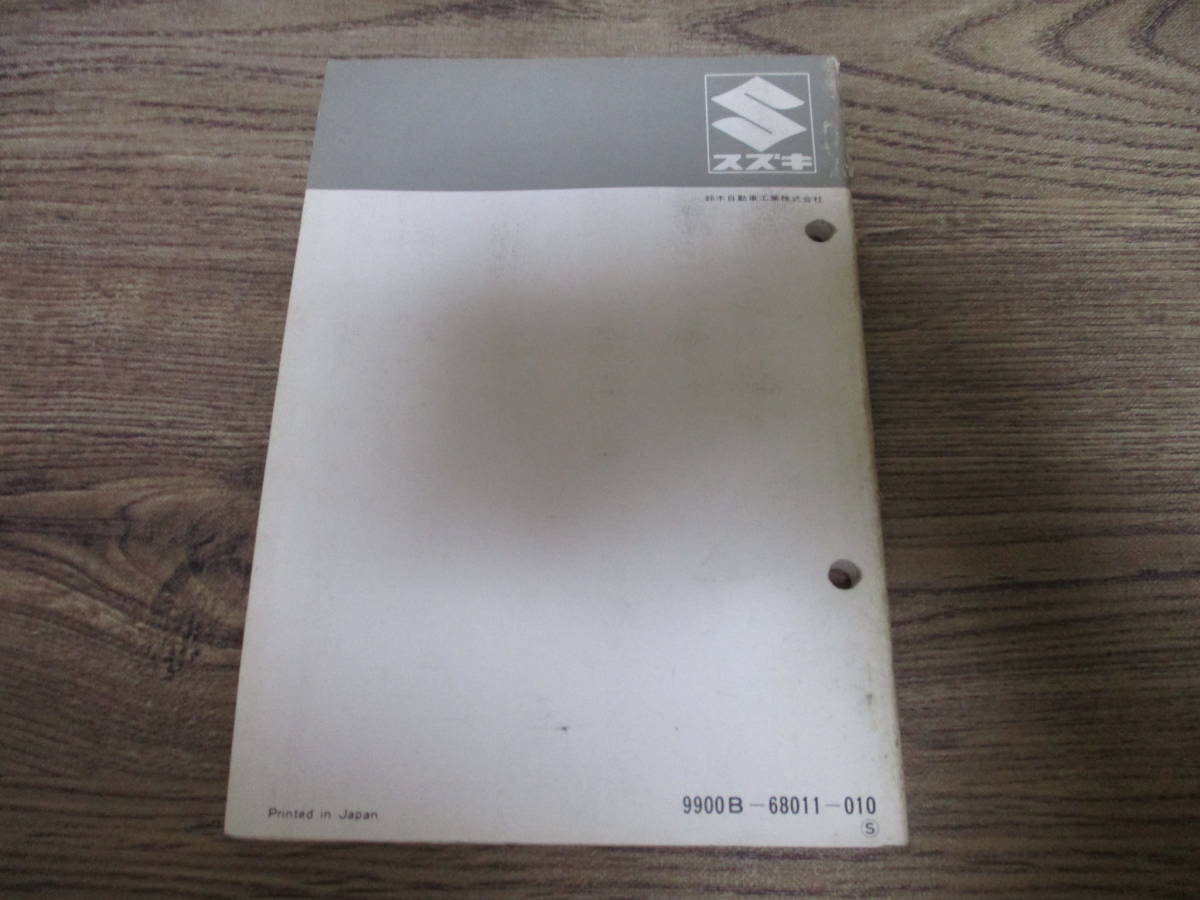 スズキ
鈴木自動車工業株式会社
Printed in Japan
9900B-68011-010
Ⓢ